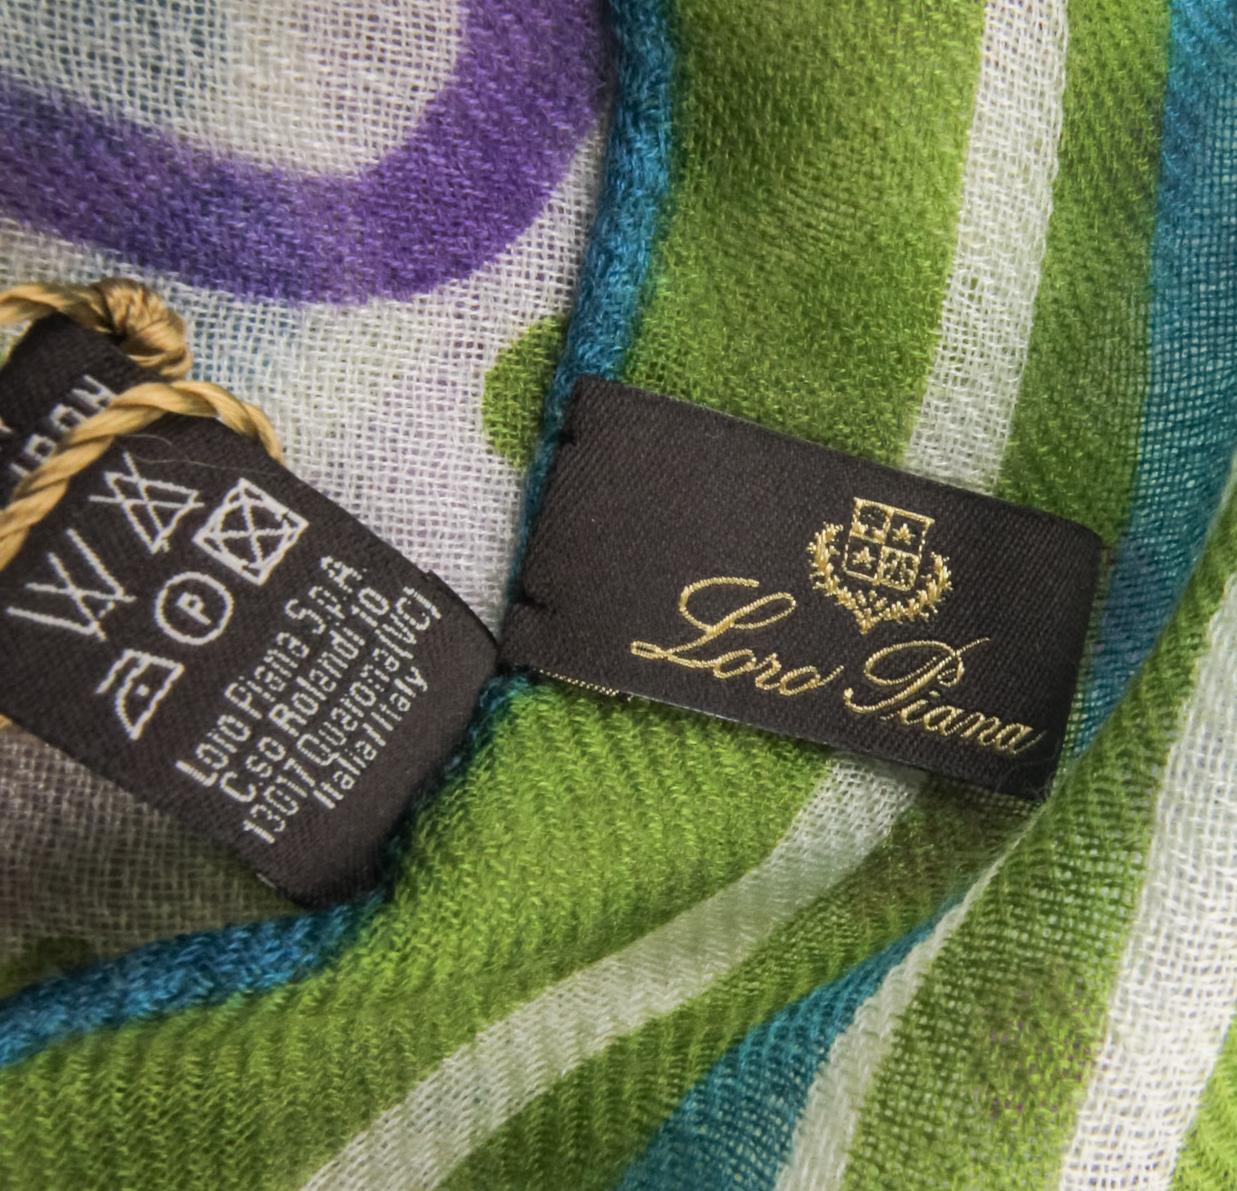 Loro Piana S.p.A.
C.so Rolandi 10
13017 Quarona(VC)
Italia/Italy
P
Loro Piana